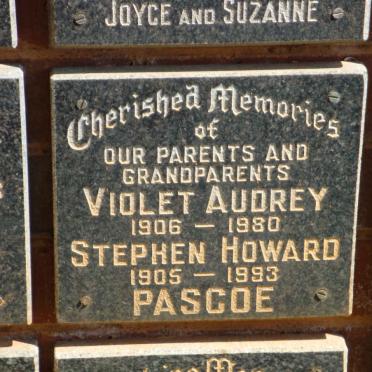 JOYCE AND SUZANNE
Cherished Memories
of
OUR PARENTS AND
GRANDPARENTS
VIOLET AUDREY
1906 — 1980
STEPHEN HOWARD
1905 — 1993
PASCOE